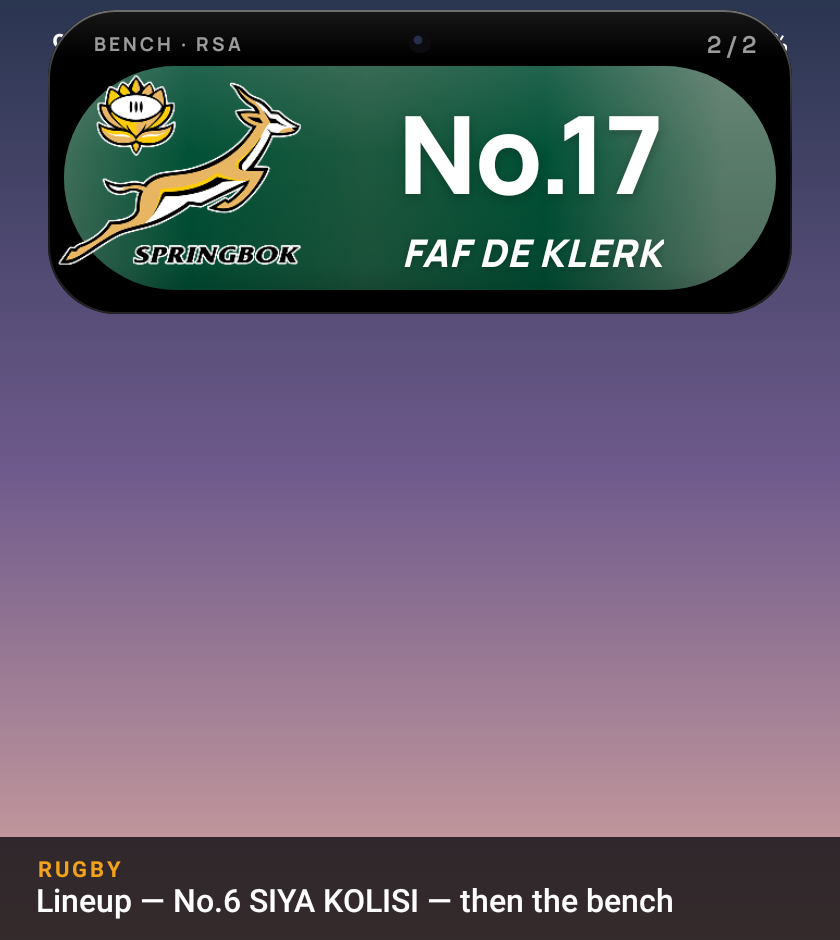 BENCH · RSA
2/2
No.17
SPRINGBOK
FAF DE KLERK
RUGBY
Lineup — No.6 SIYA KOLISI — then the bench